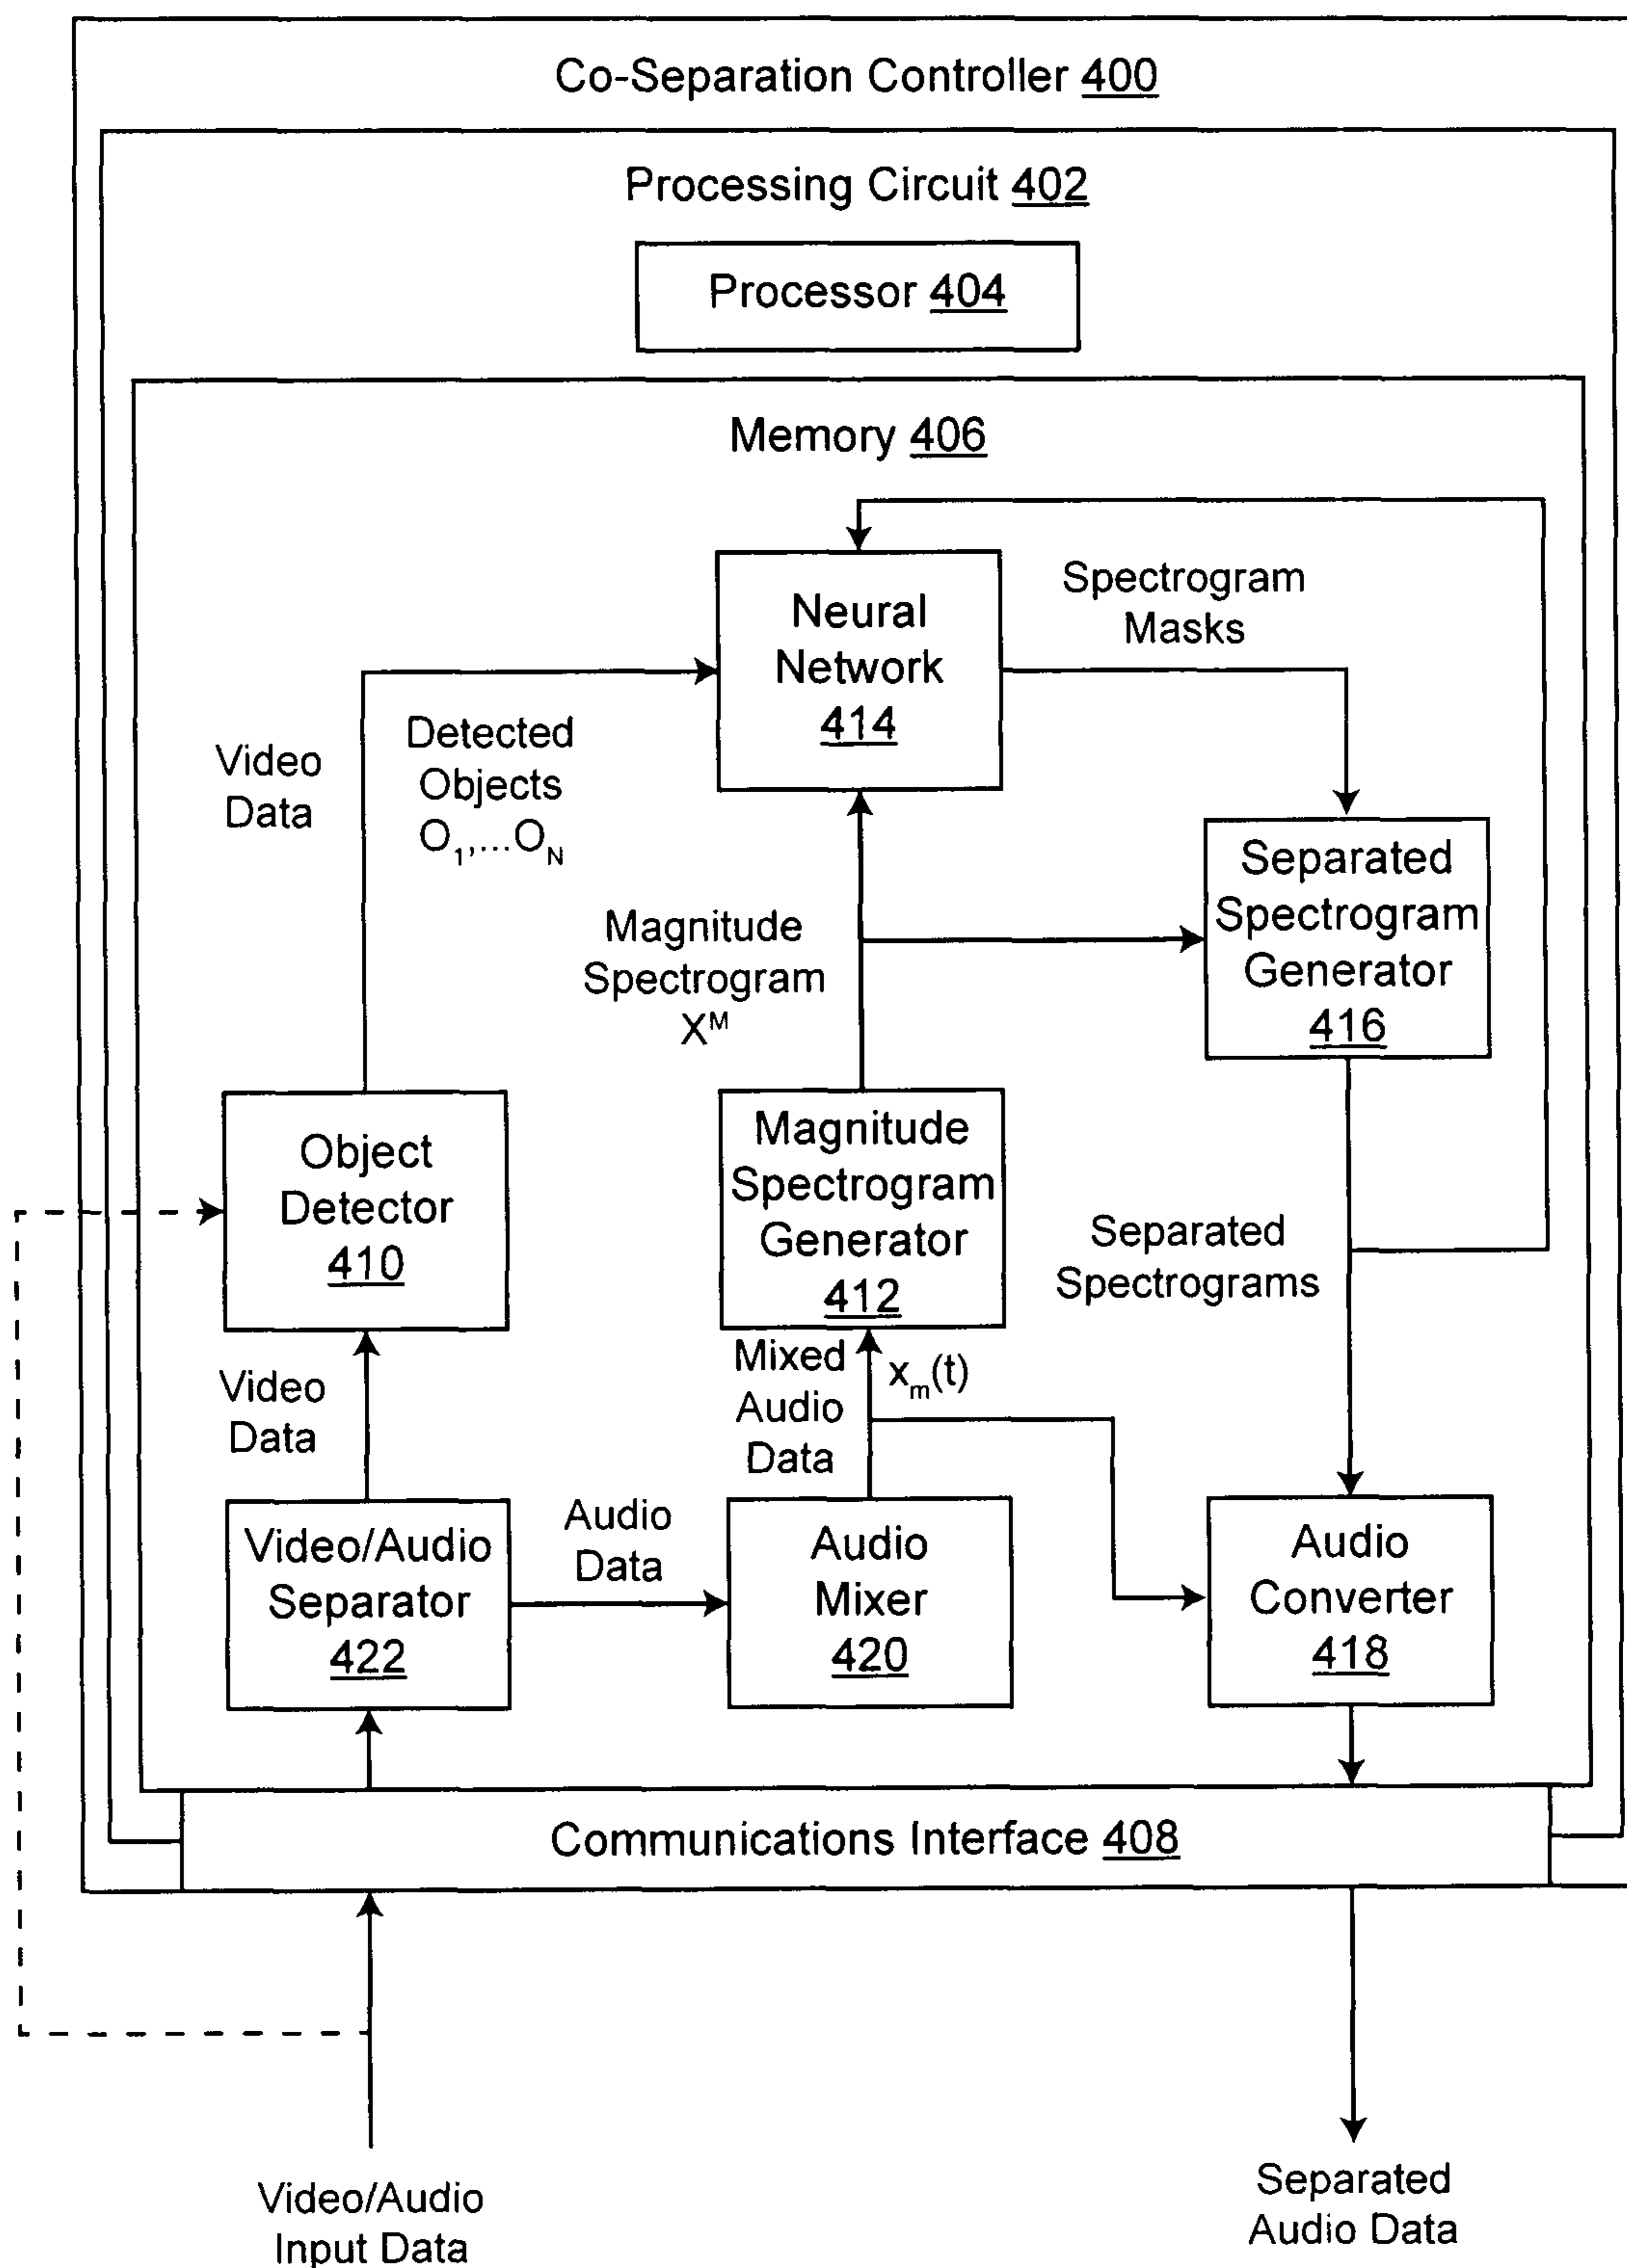 Co-Separation Controller 400
Processing Circuit 402
Processor 404
Memory 406
Neural
Network
414
Spectrogram
Masks
Video
Data
Detected
Objects
O₁,...Oₙ
Magnitude
Spectrogram
Xᴹ
Separated
Spectrogram
Generator
416
Object
Detector
410
Magnitude
Spectrogram
Generator
412
Separated
Spectrograms
Video
Data
Mixed
Audio
Data
xₘ(t)
Video/Audio
Separator
422
Audio
Data
Audio
Mixer
420
Audio
Converter
418
Communications Interface 408
Video/Audio
Input Data
Separated
Audio Data